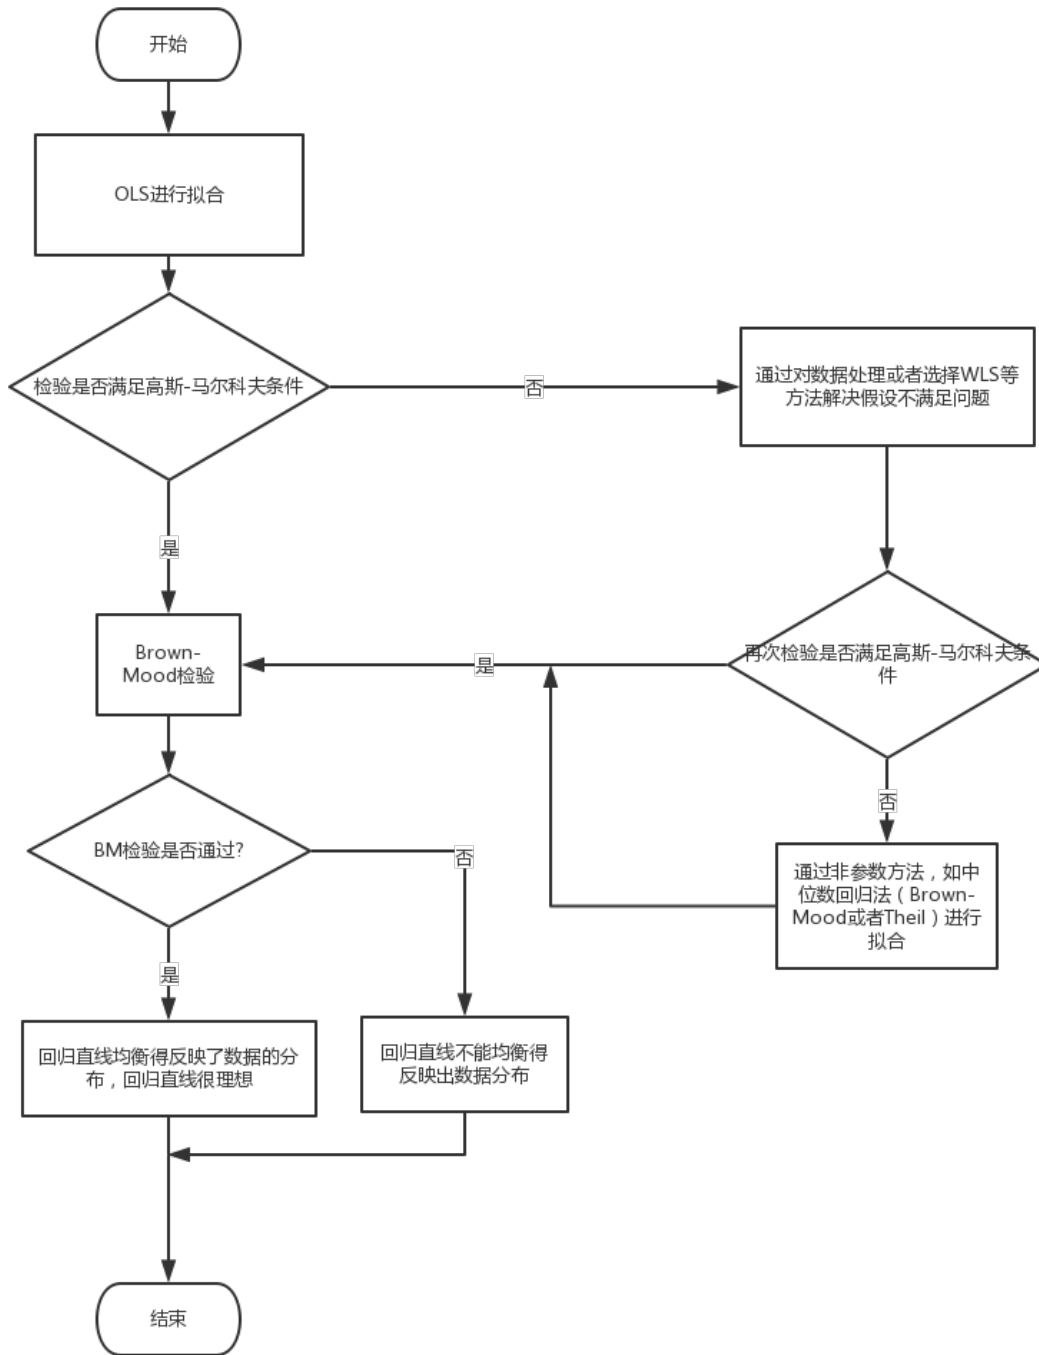 开始
OLS进行拟合
检验是否满足高斯-马尔科夫条件
否
通过对数据处理或者选择WLS等
方法解决假设不满足问题
是
再次检验是否满足高斯-马尔科夫条
件
是
Brown-
Mood检验
否
BM检验是否通过?
否
通过非参数方法，如中
位数回归法（Brown-
Mood或者Theil）进行
拟合
是
回归直线均衡得反映了数据的分
布，回归直线很理想
回归直线不能均衡得
反映出数据分布
结束